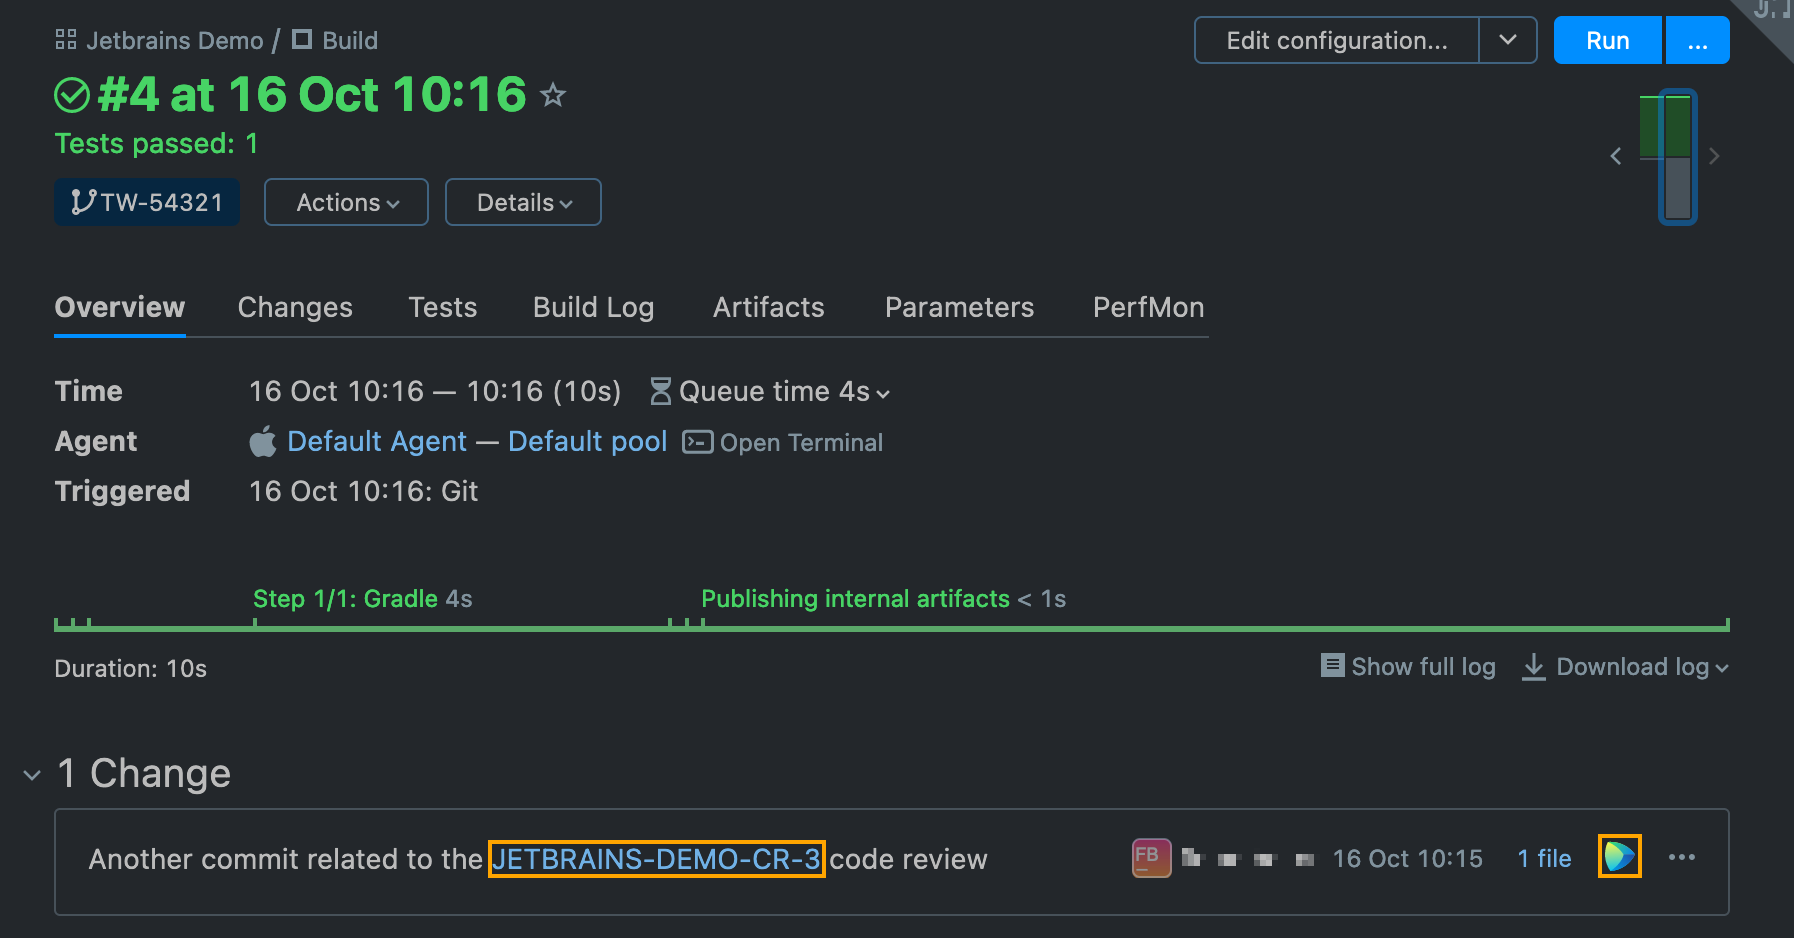 Jetbrains Demo / Build
Edit configuration...
Run
...
#4 at 16 Oct 10:16
Tests passed: 1
TW-54321
Actions
Details
Overview Changes Tests Build Log Artifacts Parameters PerfMon
Time 16 Oct 10:16 — 10:16 (10s) Queue time 4s
Agent Default Agent — Default pool Open Terminal
Triggered 16 Oct 10:16: Git
Step 1/1: Gradle 4s Publishing internal artifacts < 1s
Duration: 10s Show full log Download log
1 Change
Another commit related to the JETBRAINS-DEMO-CR-3 code review FB 16 Oct 10:15 1 file